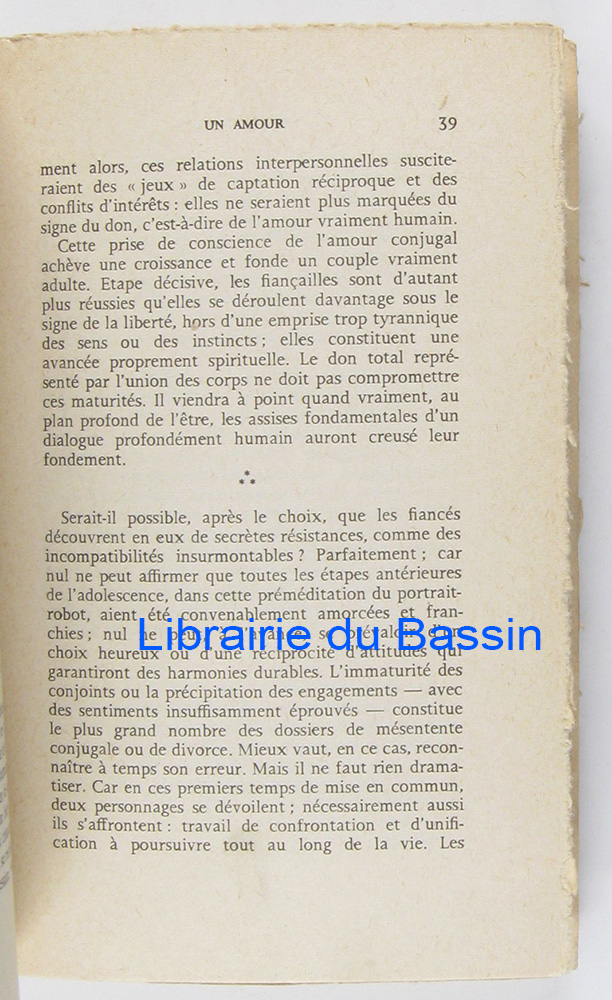 UN AMOUR 39
ment alors, ces relations interpersonnelles suscite-
raient des « jeux » de captation réciproque et des
conflits d'intérêts : elles ne seraient plus marquées du
signe du don, c'est-à-dire de l'amour vraiment humain.
Cette prise de conscience de l'amour conjugal
achève une croissance et fonde un couple vraiment
adulte. Etape décisive, les fiançailles sont d'autant
plus réussies qu'elles se déroulent davantage sous le
signe de la liberté, hors d'une emprise trop tyrannique
des sens ou des instincts ; elles constituent une
avancée proprement spirituelle. Le don total repré-
senté par l'union des corps ne doit pas compromettre
ces maturités. Il viendra à point quand vraiment, au
plan profond de l'être, les assises fondamentales d'un
dialogue profondément humain auront creusé leur
fondement.
***
Serait-il possible, après le choix, que les fiancés
découvrent en eux de secrètes résistances, comme des
incompatibilités insurmontables ? Parfaitement ; car
nul ne peut affirmer que toutes les étapes antérieures
de l'adolescence, dans cette préméditation du portrait-
robot, aient été convenablement amorcées et fran-
chies ; nul ne peut, à l'avance, se prévaloir d'un
Librairie du Bassin
choix heureux ou d'une réciprocité d'attitudes qui
garantiront des harmonies durables. L'immaturité des
conjoints ou la précipitation des engagements — avec
des sentiments insuffisamment éprouvés — constitue
le plus grand nombre des dossiers de mésentente
conjugale ou de divorce. Mieux vaut, en ce cas, recon-
naître à temps son erreur. Mais il ne faut rien drama-
tiser. Car en ces premiers temps de mise en commun,
deux personnages se dévoilent ; nécessairement aussi
ils s'affrontent : travail de confrontation et d'unifi-
cation à poursuivre tout au long de la vie. Les